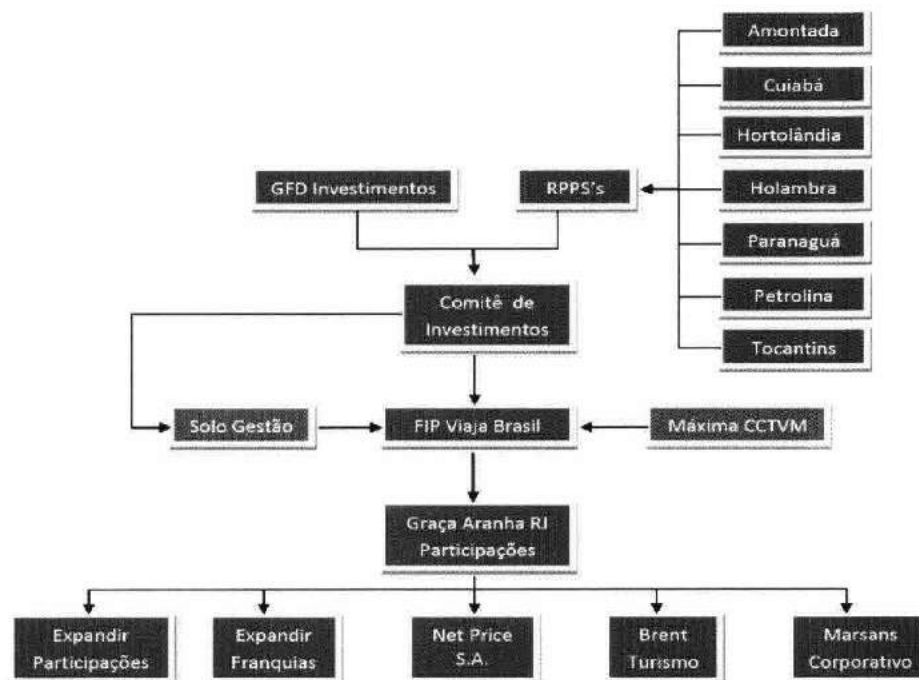 Amontada
Cuiabá
Hortolândia
GFD Investimentos
RPPS's
Holambra
Paranaguá
Comitê de
Investimentos
Petrolina
Tocantins
Solo Gestão
FIP Viaja Brasil
Máxima CCTVM
Graça Aranha RJ
Participações
Expandir
Participações
Expandir
Franquias
Net Price
S.A.
Brent
Turismo
Marsans
Corporativo